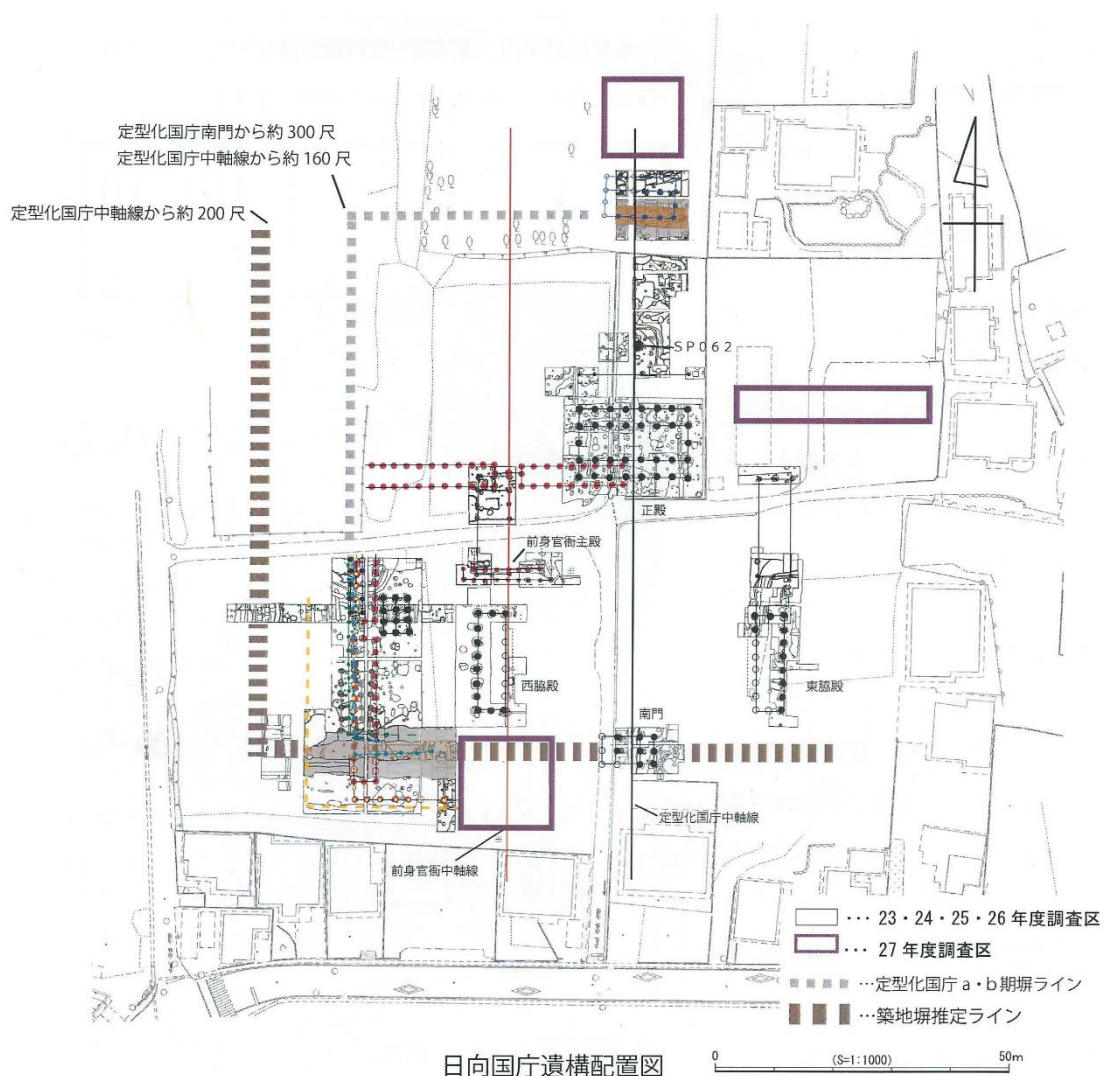 定型化国庁南門から約 300 尺
定型化国庁中軸線から約 160 尺
定型化国庁中軸線から約 200 尺
SP062
正殿
前身官衙主殿
西脇殿
東脇殿
南門
定型化国庁中軸線
前身官衙中軸線
･･･ 23・24・25・26 年度調査区
･･･ 27 年度調査区
…定型化国庁 a・b 期塀ライン
…築地塀推定ライン
日向国庁遺構配置図
0 (S=1:1000) 50m